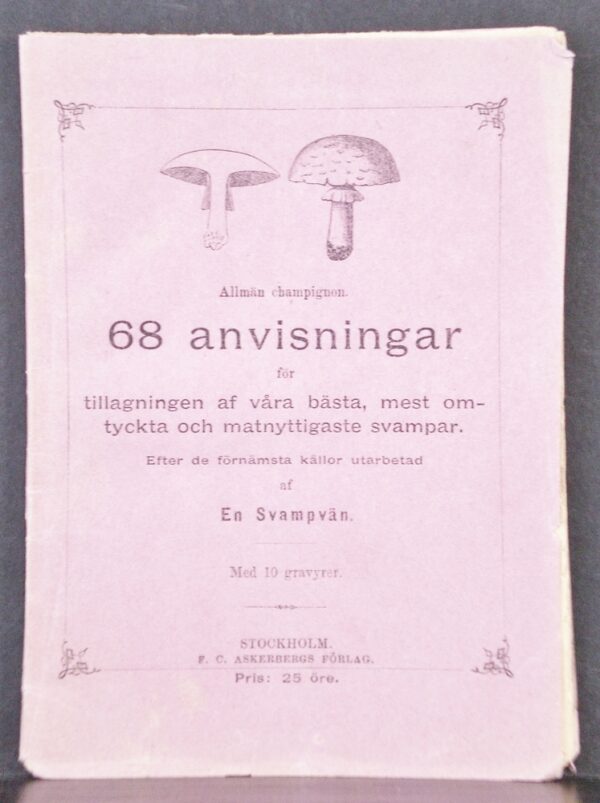 Allmän champignon.
68 anvisningar
för
tillagningen af våra bästa, mest om-
tyckta och matnyttigaste svampar.
Efter de förnämsta källor utarbetad
af
En Svampvän.
Med 10 gravyrer.
STOCKHOLM.
F. C. ASKERBERGS FÖRLAG.
Pris: 25 öre.